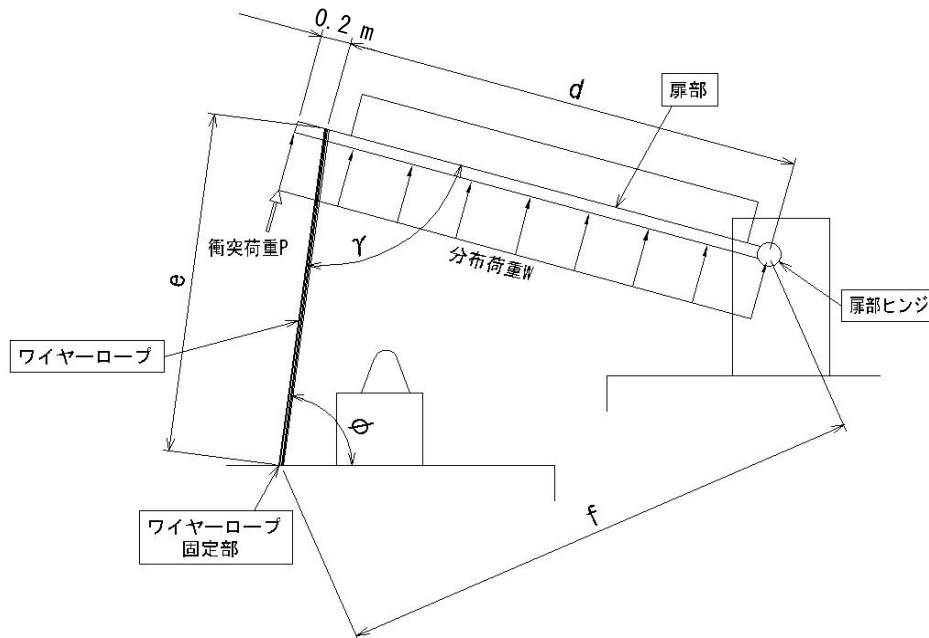 0.2 m
d
扉部
衝突荷重P
γ
分布荷重W
e
扉部ヒンジ
ワイヤーロープ
φ
f
ワイヤーロープ
固定部